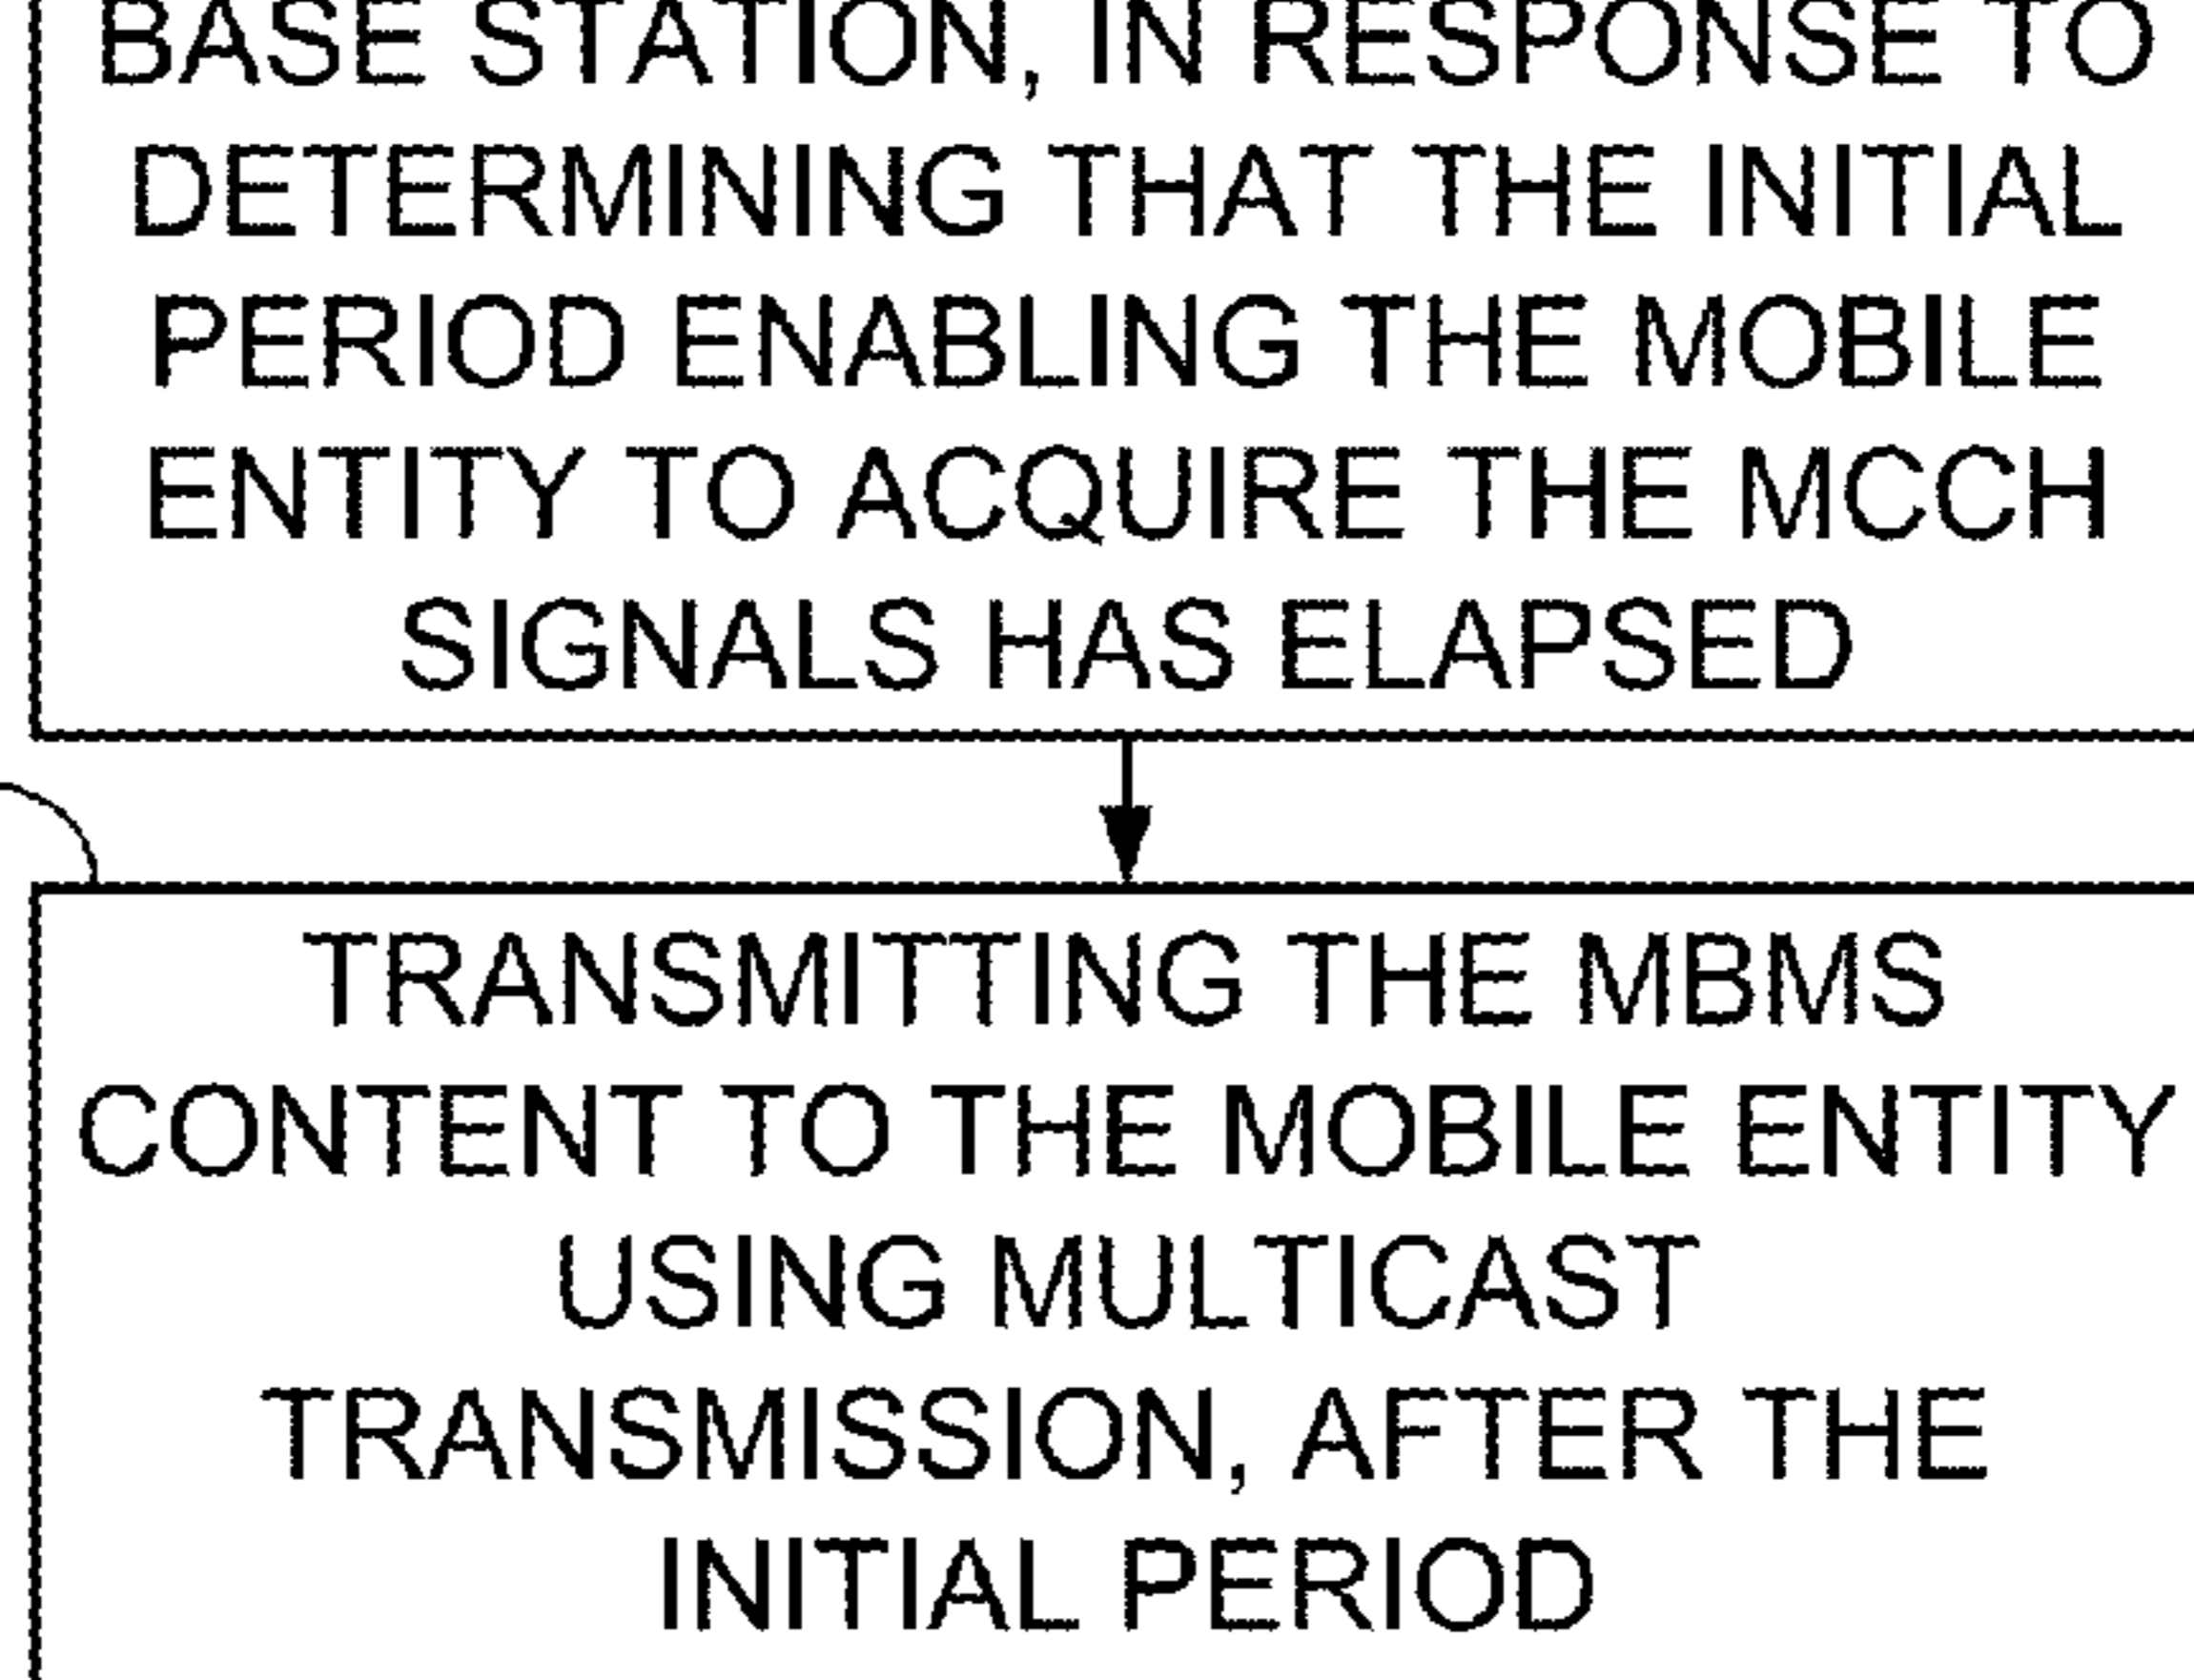 BASE STATION, IN RESPONSE TO
DETERMINING THAT THE INITIAL
PERIOD ENABLING THE MOBILE
ENTITY TO ACQUIRE THE MCCH
SIGNALS HAS ELAPSED
TRANSMITTING THE MBMS
CONTENT TO THE MOBILE ENTITY
USING MULTICAST
TRANSMISSION, AFTER THE
INITIAL PERIOD